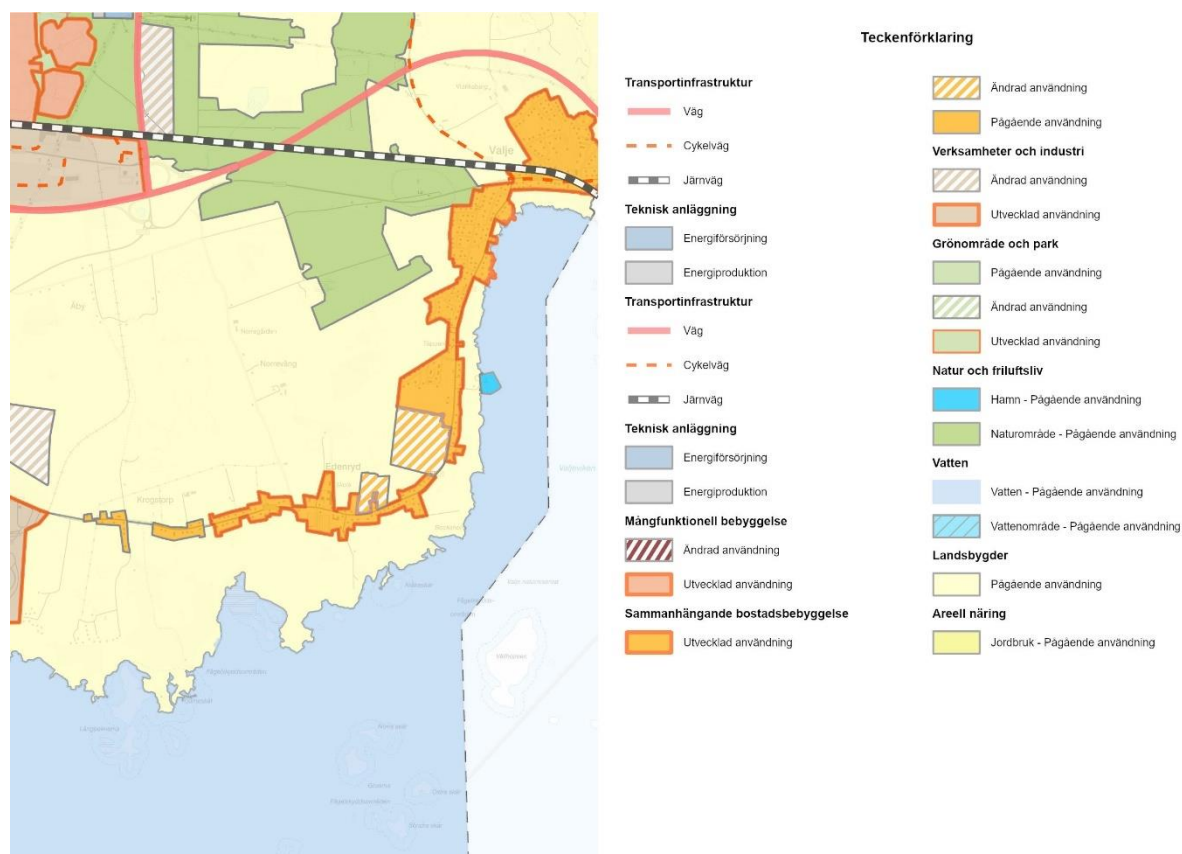 Valje
Åby
Norregården
Norreskog
Edenryd
Krogstorp
Teckenförklaring
Transportinfrastruktur
Väg
Cykelväg
Järnväg
Teknisk anläggning
Energiförsörjning
Energiproduktion
Transportinfrastruktur
Väg
Cykelväg
Järnväg
Teknisk anläggning
Energiförsörjning
Energiproduktion
Mångfunktionell bebyggelse
Ändrad användning
Utvecklad användning
Sammanhängande bostadsbebyggelse
Utvecklad användning
Ändrad användning
Pågående användning
Verksamheter och industri
Ändrad användning
Utvecklad användning
Grönområde och park
Pågående användning
Ändrad användning
Utvecklad användning
Natur och friluftsliv
Hamn - Pågående användning
Naturområde - Pågående användning
Vatten
Vatten - Pågående användning
Vattenområde - Pågående användning
Landsbygder
Pågående användning
Areell näring
Jordbruk - Pågående användning